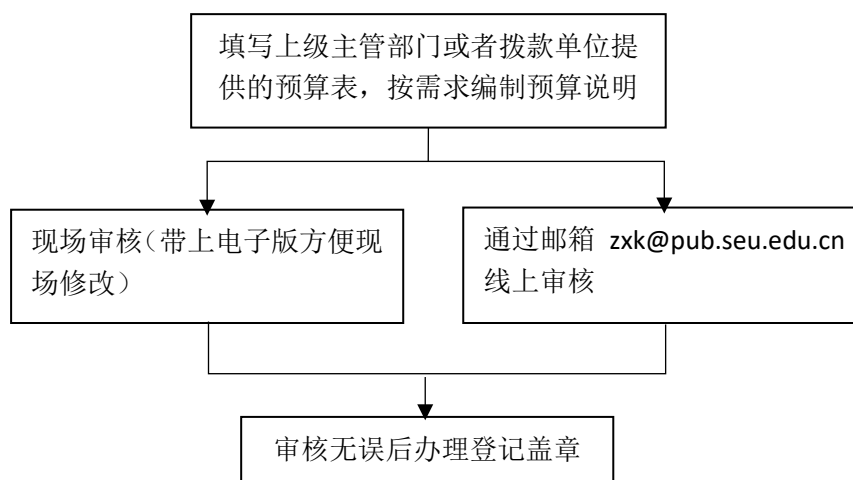 填写上级主管部门或者拨款单位提
供的预算表，按需求编制预算说明
现场审核（带上电子版方便现
场修改）
通过邮箱 zxk@pub.seu.edu.cn
线上审核
审核无误后办理登记盖章